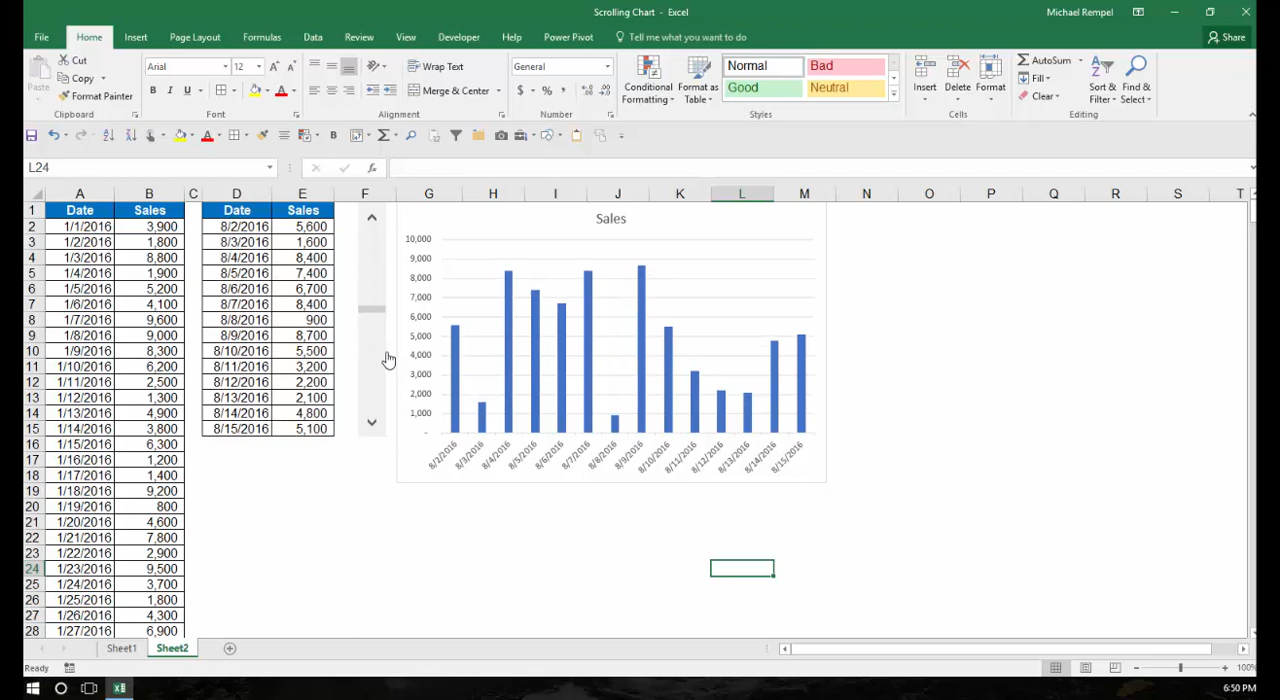 Scrolling Chart - Excel
Michael Rempel
File Home Insert Page Layout Formulas Data Review View Developer Help Power Pivot Tell me what you want to do Share
Paste
Cut
Copy
Format Painter
Clipboard
Arial 12
B I U A
Font
Wrap Text
Merge & Center
Alignment
General
$ % ,
Number
Conditional Formatting
Format as Table
Normal Bad
Good Neutral
Styles
Insert Delete Format
Cells
AutoSum
Fill
Clear
Sort & Filter
Find & Select
Editing
L24
fx
A B C D E F G H I J K L M N O P Q R S T
1 Date Sales Date Sales
2 1/1/2016 3,900 8/2/2016 5,600
3 1/2/2016 1,800 8/3/2016 1,600
4 1/3/2016 8,800 8/4/2016 8,400
5 1/4/2016 1,900 8/5/2016 7,400
6 1/5/2016 5,200 8/6/2016 6,700
7 1/6/2016 4,100 8/7/2016 8,400
8 1/7/2016 9,600 8/8/2016 900
9 1/8/2016 9,000 8/9/2016 8,700
10 1/9/2016 8,300 8/10/2016 5,500
11 1/10/2016 6,200 8/11/2016 3,200
12 1/11/2016 2,500 8/12/2016 2,200
13 1/12/2016 1,300 8/13/2016 2,100
14 1/13/2016 4,900 8/14/2016 4,800
15 1/14/2016 3,800 8/15/2016 5,100
16 1/15/2016 6,300
17 1/16/2016 1,200
18 1/17/2016 1,400
19 1/18/2016 9,200
20 1/19/2016 800
21 1/20/2016 4,600
22 1/21/2016 7,800
23 1/22/2016 2,900
24 1/23/2016 9,500
25 1/24/2016 3,700
26 1/25/2016 1,800
27 1/26/2016 4,300
28 1/27/2016 6,900
Sales
10,000
9,000
8,000
7,000
6,000
5,000
4,000
3,000
2,000
1,000
-
8/2/2016 8/3/2016 8/4/2016 8/5/2016 8/6/2016 8/7/2016 8/8/2016 8/9/2016 8/10/2016 8/11/2016 8/12/2016 8/13/2016 8/14/2016 8/15/2016
Sheet1 Sheet2
Ready
100%
6:50 PM